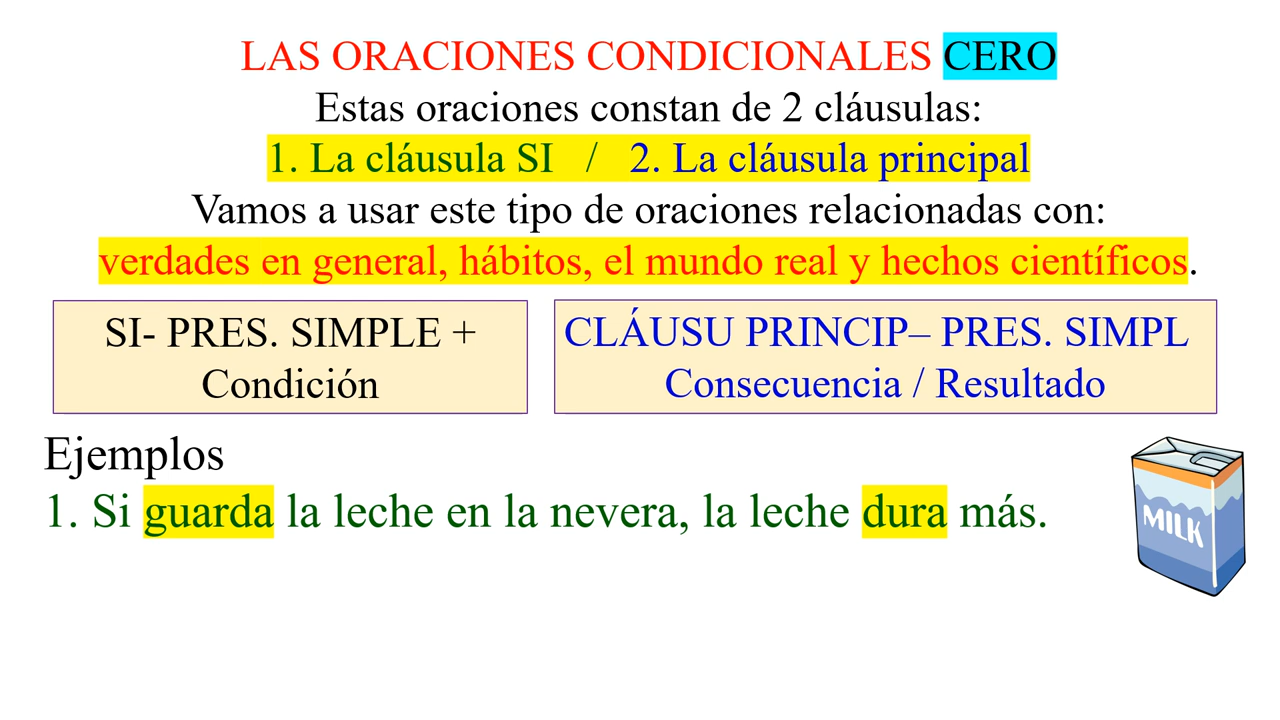 LAS ORACIONES CONDICIONALES CERO
Estas oraciones constan de 2 cláusulas:
1. La cláusula SI / 2. La cláusula principal
Vamos a usar este tipo de oraciones relacionadas con:
verdades en general, hábitos, el mundo real y hechos científicos.
SI- PRES. SIMPLE +
Condición
CLÁUSU PRINCIP– PRES. SIMPL
Consecuencia / Resultado
Ejemplos
1. Si guarda la leche en la nevera, la leche dura más.
MILK